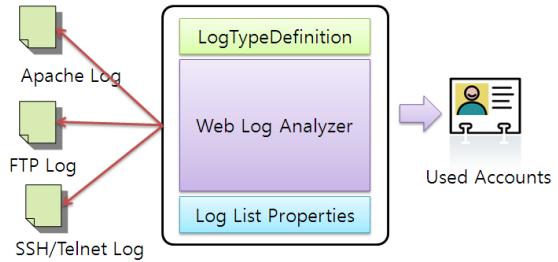 LogTypeDefinition
Apache Log
Web Log Analyzer
FTP Log
Used Accounts
Log List Properties
SSH/Telnet Log